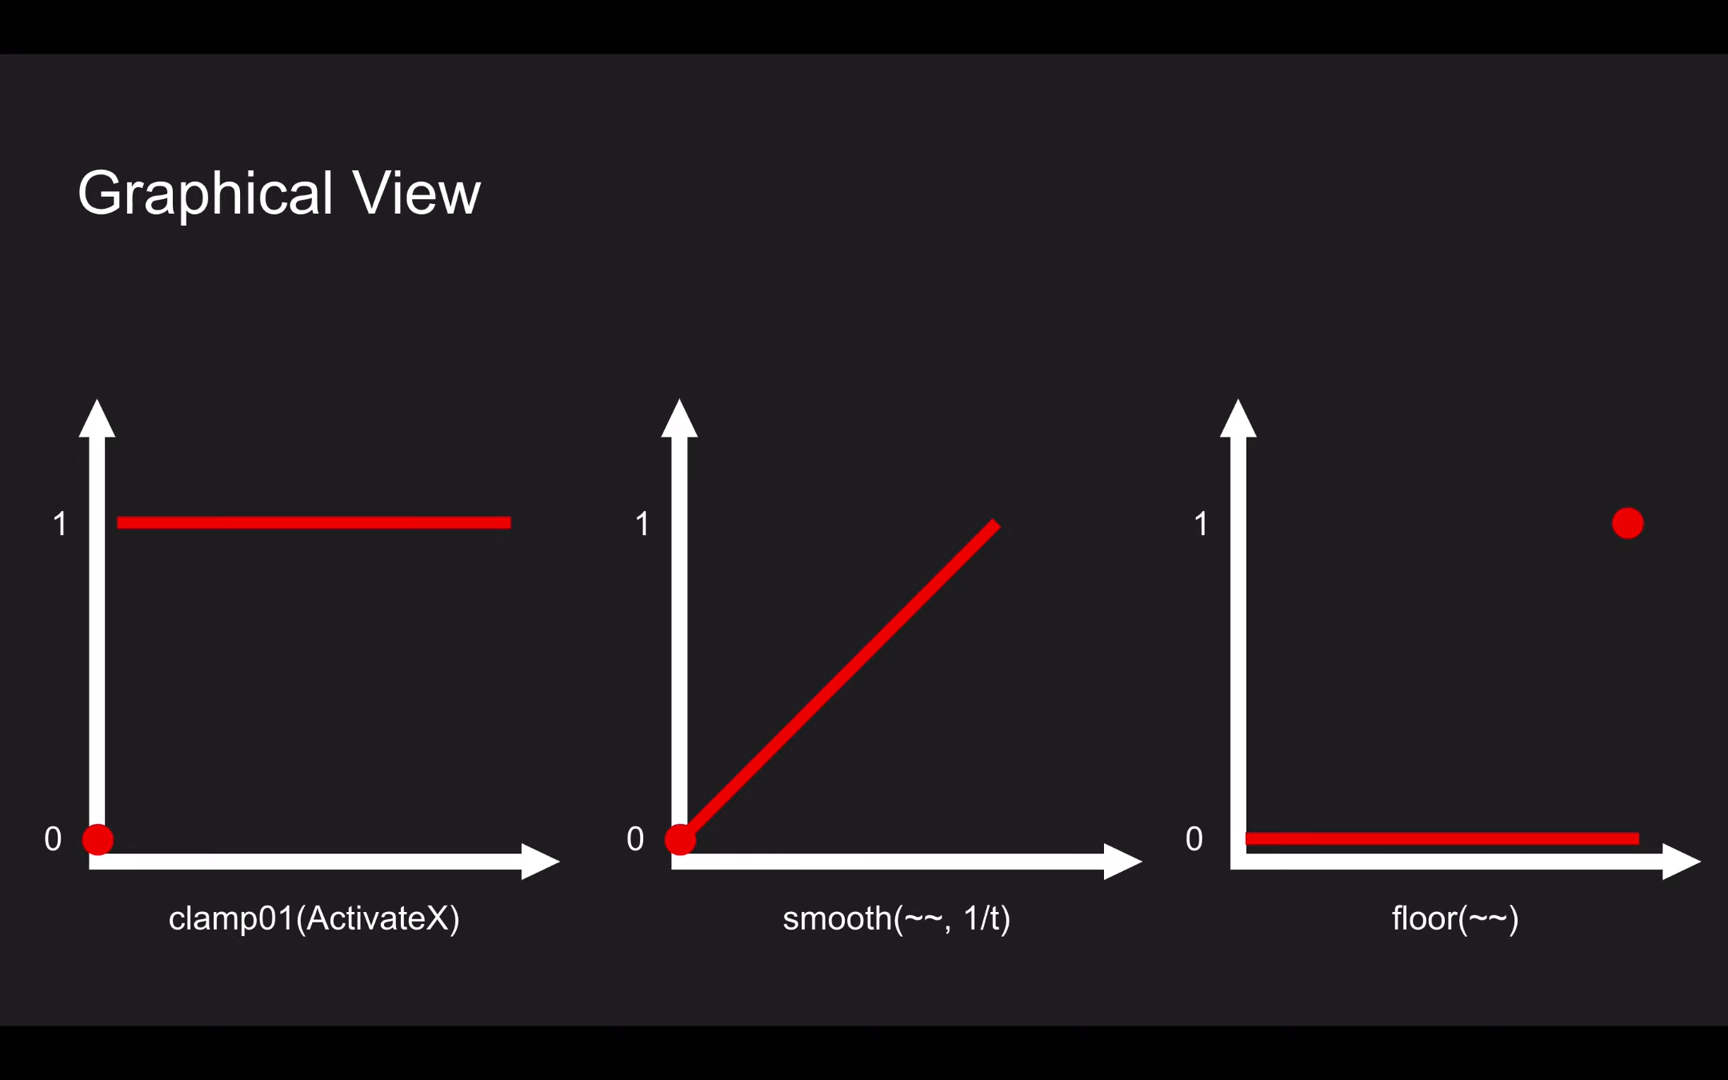 Graphical View
1
0
clamp01(ActivateX)
1
0
smooth(~~, 1/t)
1
0
floor(~~)